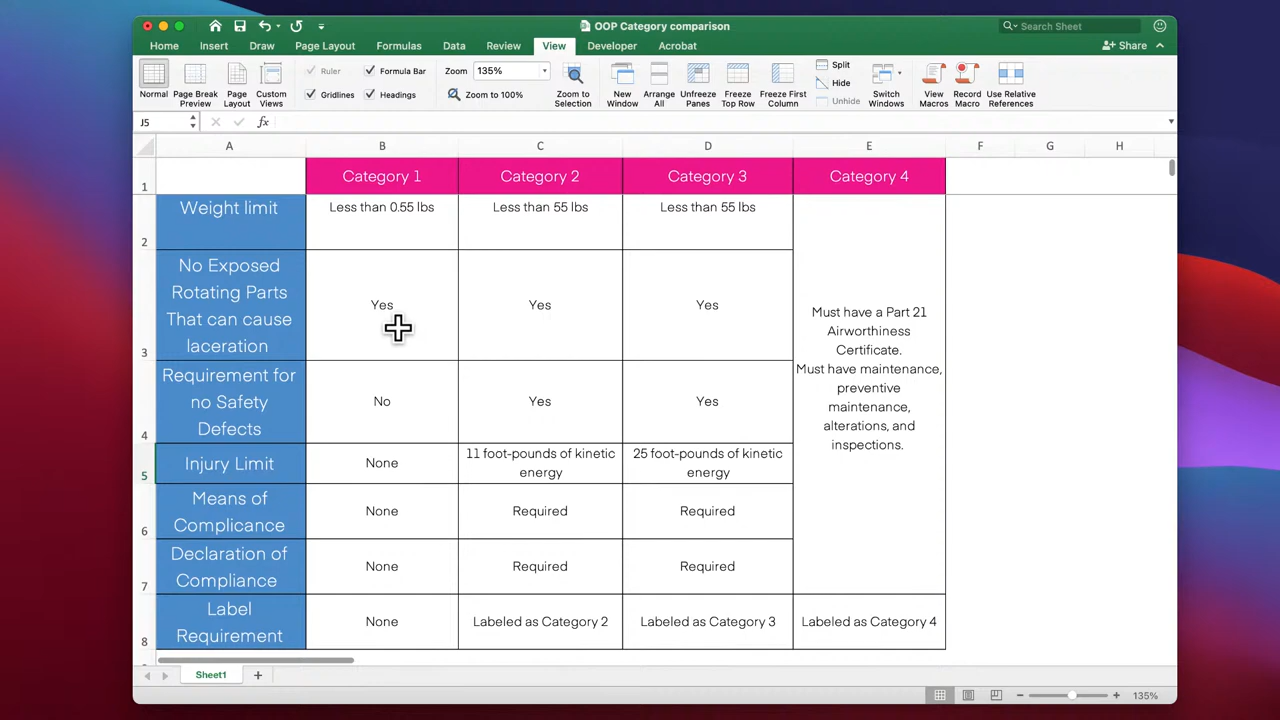 OOP Category comparison
Search Sheet
Home Insert Draw Page Layout Formulas Data Review View Developer Acrobat
Share
Normal
Page Break
Preview
Page
Layout
Custom
Views
Ruler
Formula Bar
Gridlines
Headings
Zoom 135%
Zoom to 100%
Zoom to
Selection
New
Window
Arrange
All
Unfreeze
Panes
Freeze
Top Row
Freeze First
Column
Split
Hide
Unhide
Switch
Windows
View
Macros
Record
Macro
Use Relative
References
J5
fx
A B C D E F G H
1
Category 1
Category 2
Category 3
Category 4
2
Weight limit
Less than 0.55 lbs
Less than 55 lbs
Less than 55 lbs
3
No Exposed
Rotating Parts
That can cause
laceration
Yes
Yes
Yes
Must have a Part 21
Airworthiness
Certificate.
Must have maintenance,
preventive
maintenance,
alterations, and
inspections.
4
Requirement for
no Safety
Defects
No
Yes
Yes
5
Injury Limit
None
11 foot-pounds of kinetic
energy
25 foot-pounds of kinetic
energy
6
Means of
Complicance
None
Required
Required
7
Declaration of
Compliance
None
Required
Required
8
Label
Requirement
None
Labeled as Category 2
Labeled as Category 3
Labeled as Category 4
Sheet1
135%